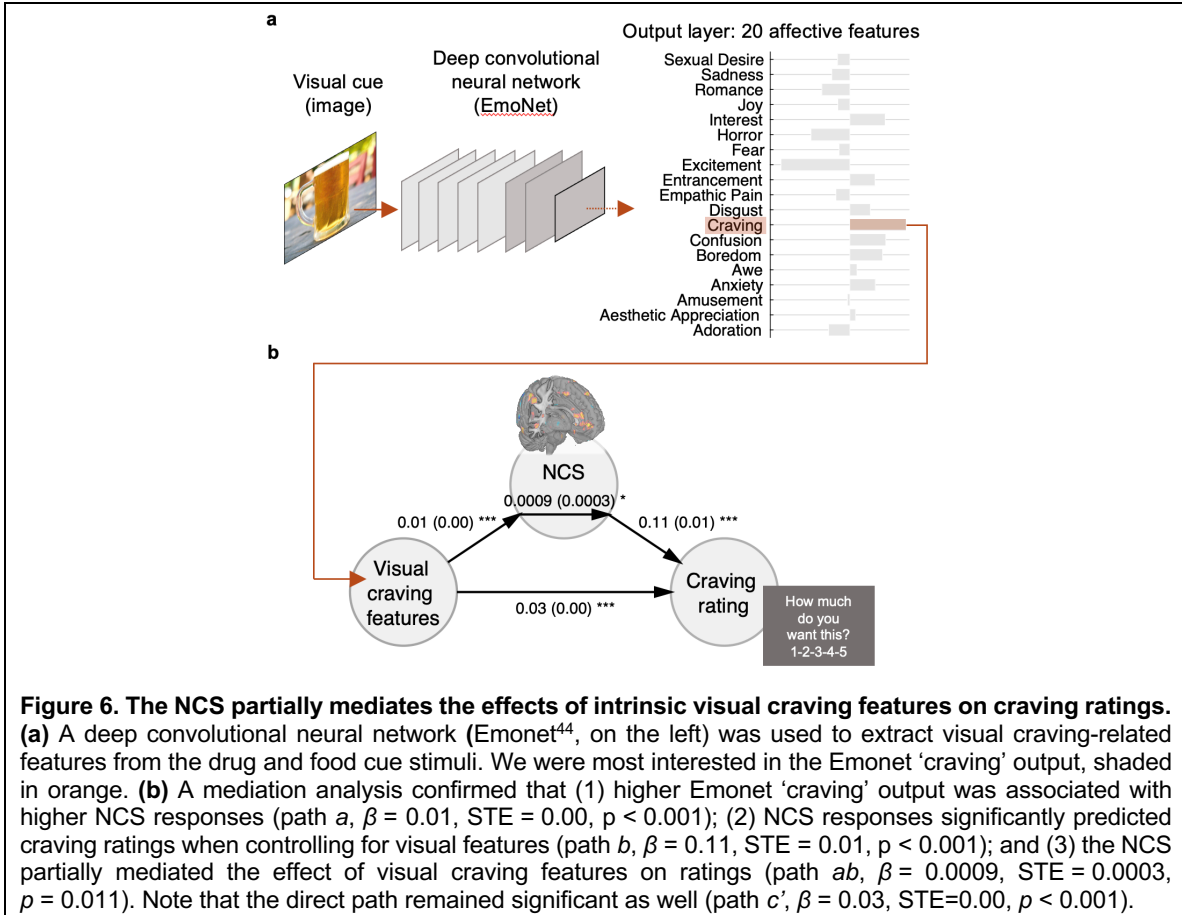 a
Output layer: 20 affective features
Deep convolutional
neural network
(EmoNet)
Visual cue
(image)
Sexual Desire
Sadness
Romance
Joy
Interest
Horror
Fear
Excitement
Entrancement
Empathic Pain
Disgust
Craving
Confusion
Boredom
Awe
Anxiety
Amusement
Aesthetic Appreciation
Adoration
b
NCS
0.0009 (0.0003) *
0.01 (0.00) ***
0.11 (0.01) ***
Visual
craving
features
0.03 (0.00) ***
Craving
rating
How much
do you
want this?
1-2-3-4-5
Figure 6. The NCS partially mediates the effects of intrinsic visual craving features on craving ratings.
(a) A deep convolutional neural network (Emonet44, on the left) was used to extract visual craving-related
features from the drug and food cue stimuli. We were most interested in the Emonet ‘craving’ output, shaded
in orange. (b) A mediation analysis confirmed that (1) higher Emonet ‘craving’ output was associated with
higher NCS responses (path a, β = 0.01, STE = 0.00, p < 0.001); (2) NCS responses significantly predicted
craving ratings when controlling for visual features (path b, β = 0.11, STE = 0.01, p < 0.001); and (3) the NCS
partially mediated the effect of visual craving features on ratings (path ab, β = 0.0009, STE = 0.0003,
p = 0.011). Note that the direct path remained significant as well (path c’, β = 0.03, STE=0.00, p < 0.001).